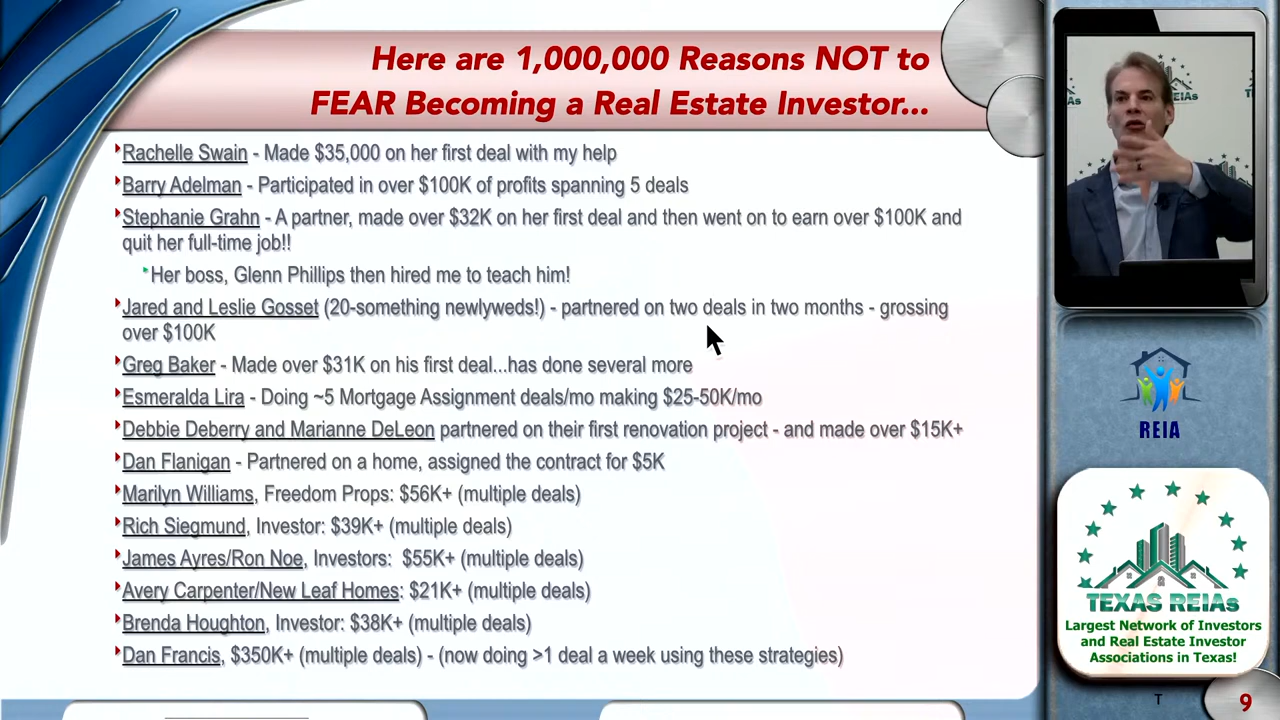 Here are 1,000,000 Reasons NOT to
FEAR Becoming a Real Estate Investor...
Rachelle Swain - Made $35,000 on her first deal with my help
Barry Adelman - Participated in over $100K of profits spanning 5 deals
Stephanie Grahn - A partner, made over $32K on her first deal and then went on to earn over $100K and
quit her full-time job!!
Her boss, Glenn Phillips then hired me to teach him!
Jared and Leslie Gosset (20-something newlyweds!) - partnered on two deals in two months - grossing
over $100K
Greg Baker - Made over $31K on his first deal...has done several more
Esmeralda Lira - Doing ~5 Mortgage Assignment deals/mo making $25-50K/mo
Debbie Deberry and Marianne DeLeon partnered on their first renovation project - and made over $15K+
Dan Flanigan - Partnered on a home, assigned the contract for $5K
Marilyn Williams, Freedom Props: $56K+ (multiple deals)
Rich Siegmund, Investor: $39K+ (multiple deals)
James Ayres/Ron Noe, Investors: $55K+ (multiple deals)
Avery Carpenter/New Leaf Homes: $21K+ (multiple deals)
Brenda Houghton, Investor: $38K+ (multiple deals)
Dan Francis, $350K+ (multiple deals) - (now doing >1 deal a week using these strategies)
REIA
TEXAS REIAs
Largest Network of Investors
and Real Estate Investor
Associations in Texas!
T
9